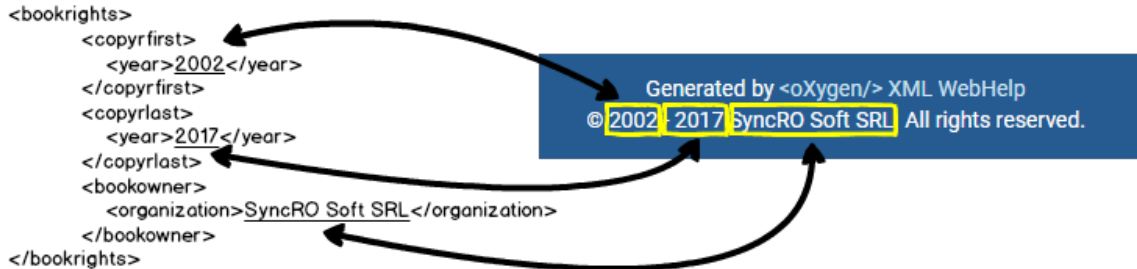 <bookrights>
<copyrfirst>
<year>2002</year>
</copyrfirst>
<copyrlast>
<year>2017</year>
</copyrlast>
<bookowner>
<organization>SyncRO Soft SRL</organization>
</bookowner>
</bookrights>
Generated by <oXygen/> XML WebHelp
© 2002 - 2017 SyncRO Soft SRL. All rights reserved.